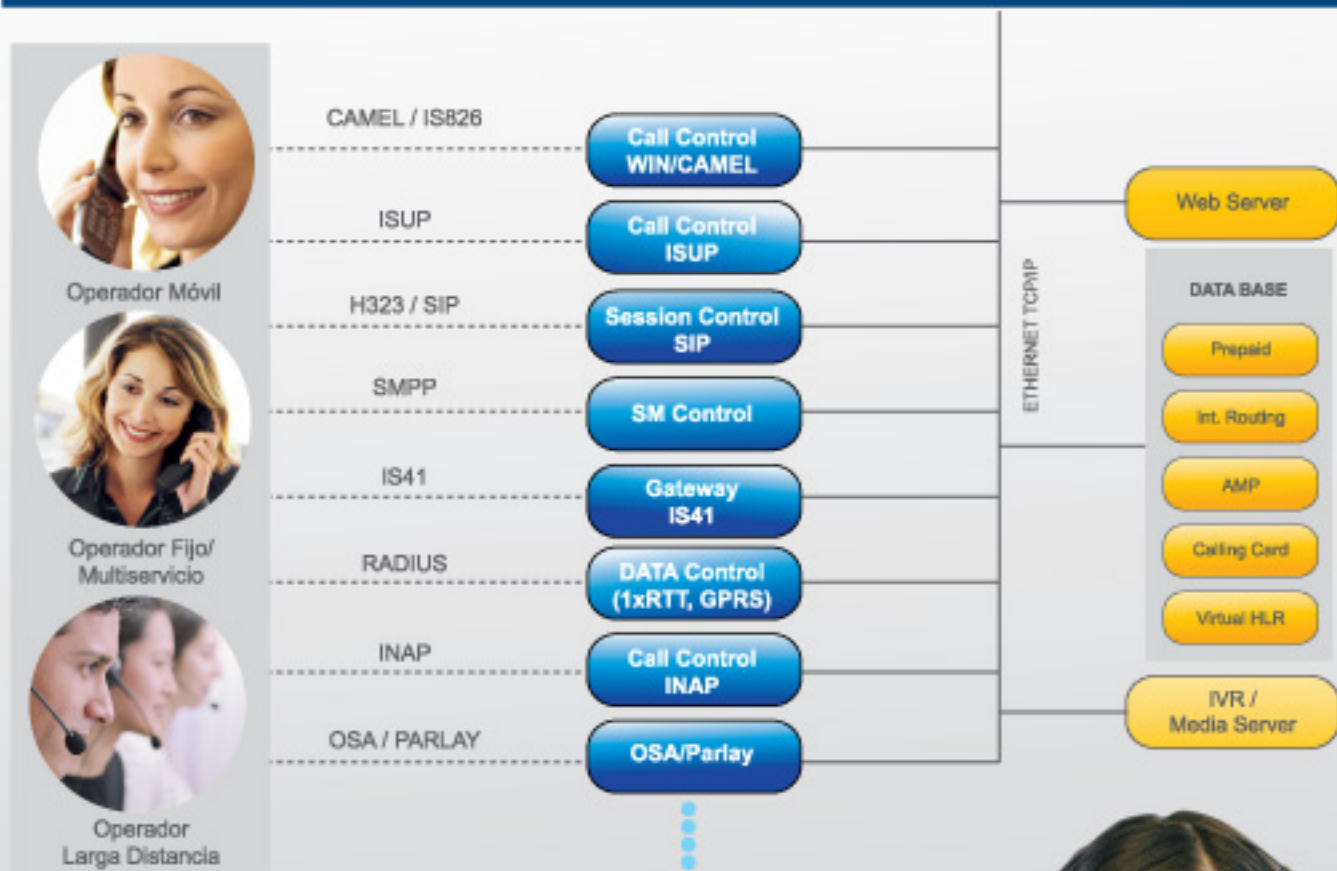 Operador Móvil
Operador Fijo/
Multiservicio
Operador
Larga Distancia
CAMEL / IS826
ISUP
H323 / SIP
SMPP
IS41
RADIUS
INAP
OSA / PARLAY
Call Control
WIN/CAMEL
Call Control
ISUP
Session Control
SIP
SM Control
Gateway
IS41
DATA Control
(1xRTT, GPRS)
Call Control
INAP
OSA/Parlay
ETHERNET TCP/IP
Web Server
DATA BASE
Prepaid
Int. Routing
AMP
Calling Card
Virtual HLR
IVR /
Media Server